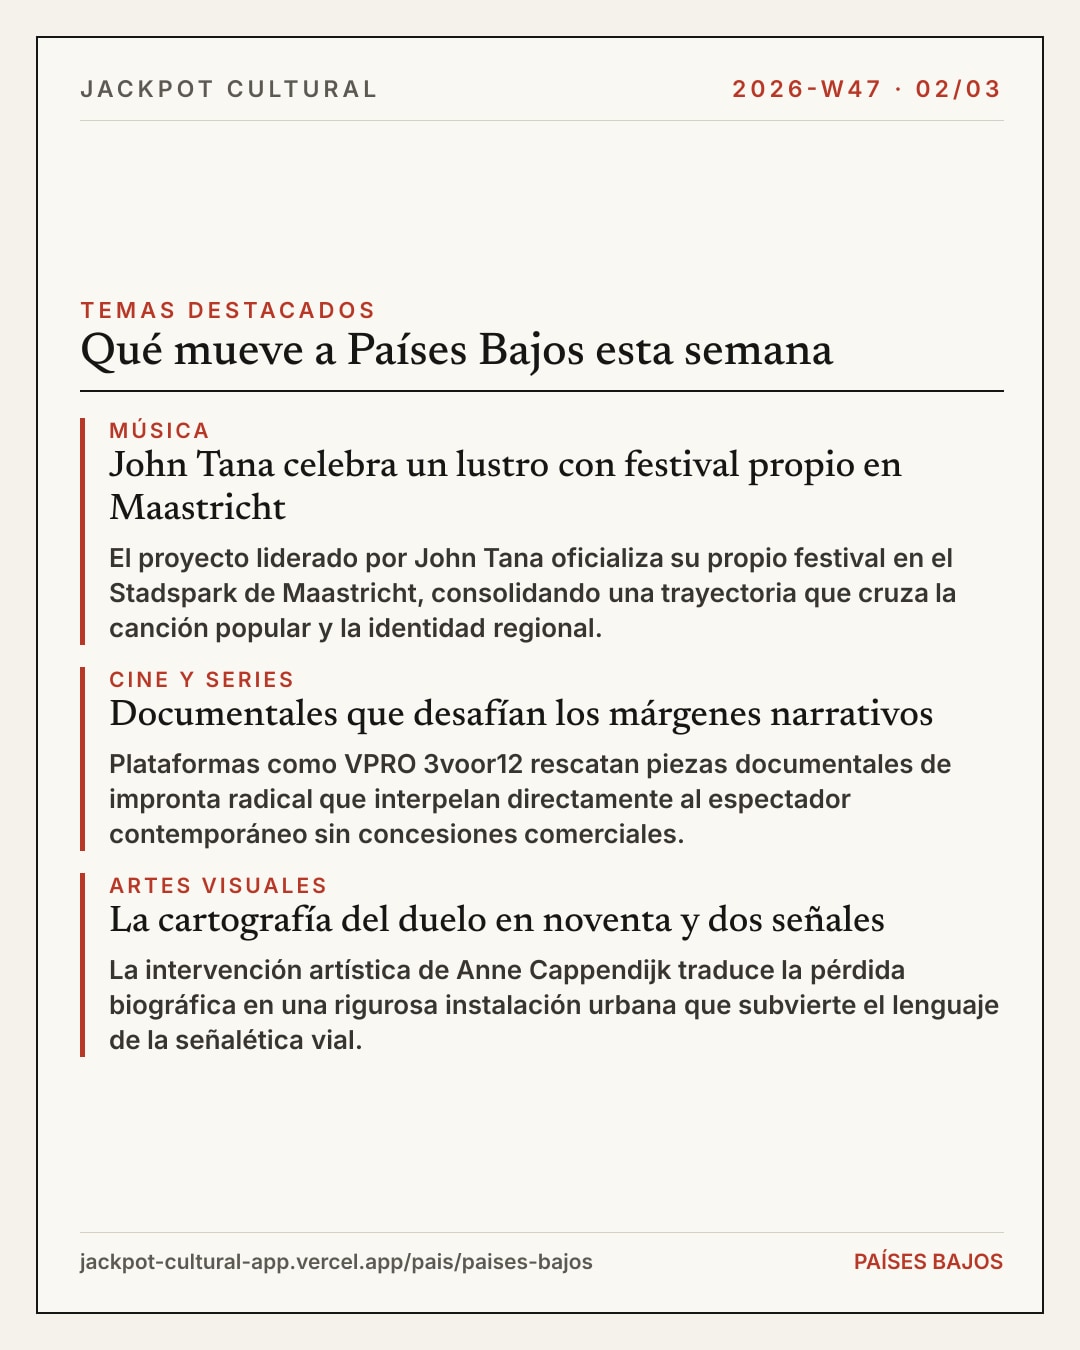 JACKPOT CULTURAL
2026-W47 · 02/03
TEMAS DESTACADOS
Qué mueve a Países Bajos esta semana
MÚSICA
John Tana celebra un lustro con festival propio en
Maastricht
El proyecto liderado por John Tana oficializa su propio festival en el
Stadspark de Maastricht, consolidando una trayectoria que cruza la
canción popular y la identidad regional.
CINE Y SERIES
Documentales que desafían los márgenes narrativos
Plataformas como VPRO 3voor12 rescatan piezas documentales de
impronta radical que interpelan directamente al espectador
contemporáneo sin concesiones comerciales.
ARTES VISUALES
La cartografía del duelo en noventa y dos señales
La intervención artística de Anne Cappendijk traduce la pérdida
biográfica en una rigurosa instalación urbana que subvierte el lenguaje
de la señalética vial.
jackpot-cultural-app.vercel.app/pais/paises-bajos
PAÍSES BAJOS